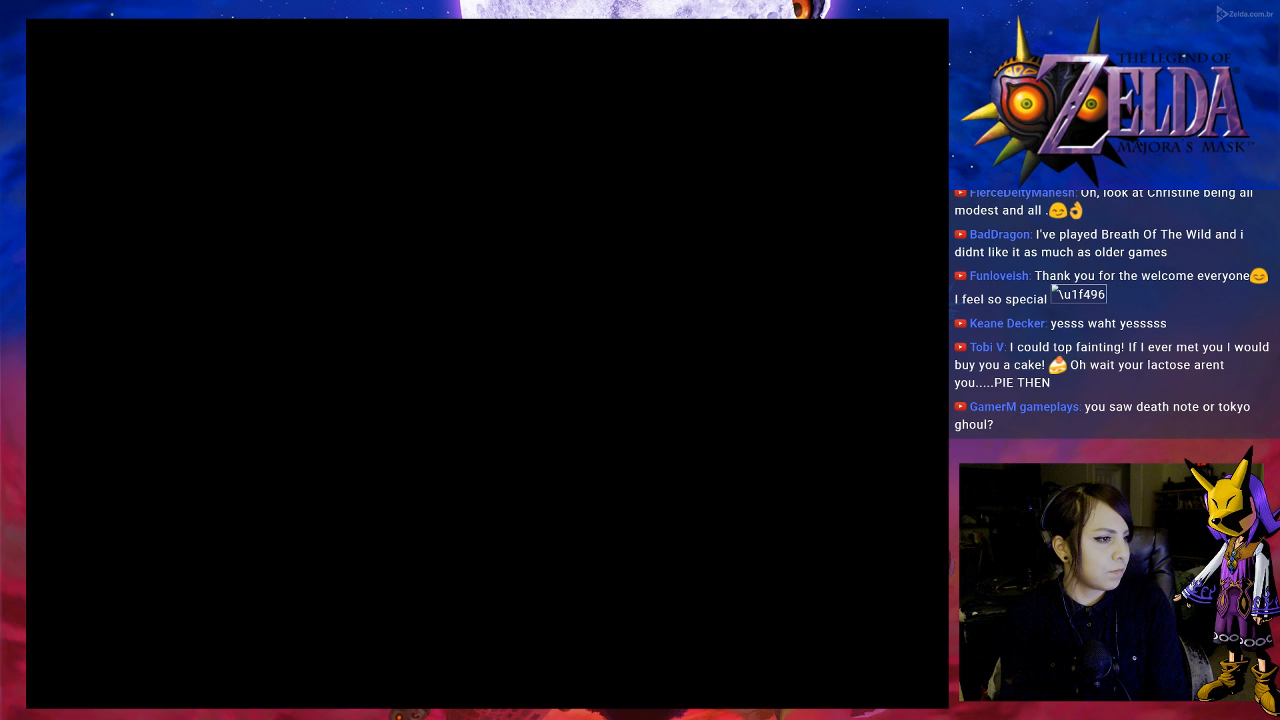 Zelda.com.br
THE LEGEND OF
ZELDA
MAJORA'S MASK™
FierceDeityMahesh: Oh, look at Christine being all
modest and all .😊👌
BadDragon: I've played Breath Of The Wild and i
didnt like it as much as older games
Funloveish: Thank you for the welcome everyone😊
I feel so special \u1f496
Keane Decker: yesss waht yesssss
Tobi V: I could top fainting! If I ever met you I would
buy you a cake! 🍰 Oh wait your lactose arent
you.....PIE THEN
GamerM gameplays: you saw death note or tokyo
ghoul?